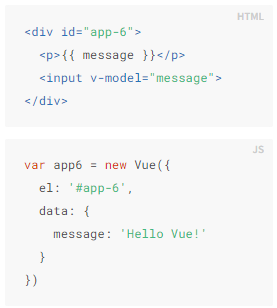 HTML
<div id="app-6">
  <p>{{ message }}</p>
  <input v-model="message">
</div>
JS
var app6 = new Vue({
  el: '#app-6',
  data: {
    message: 'Hello Vue!'
  }
})